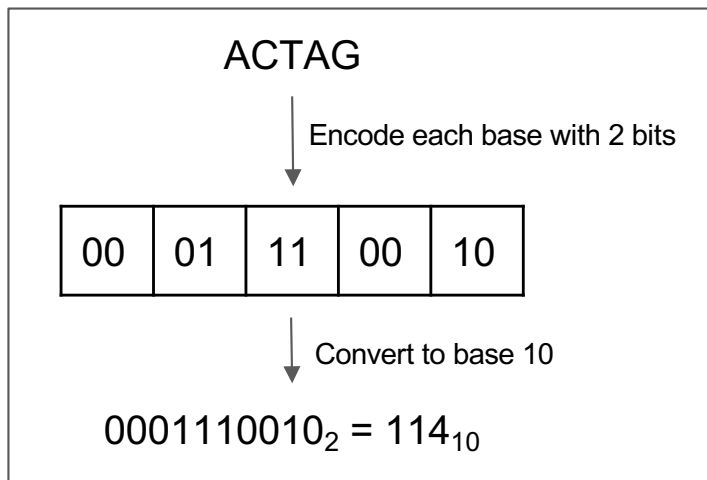 ACTAG
Encode each base with 2 bits
00 01 11 00 10
Convert to base 10
0001110010₂ = 114₁₀